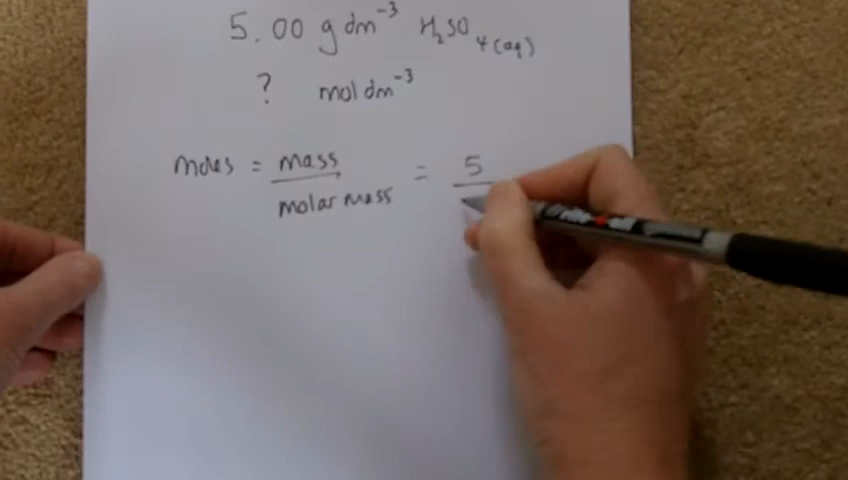 5.00 g dm⁻³ H₂SO₄(aq)
? mol dm⁻³
moles = mass / molar mass = 5